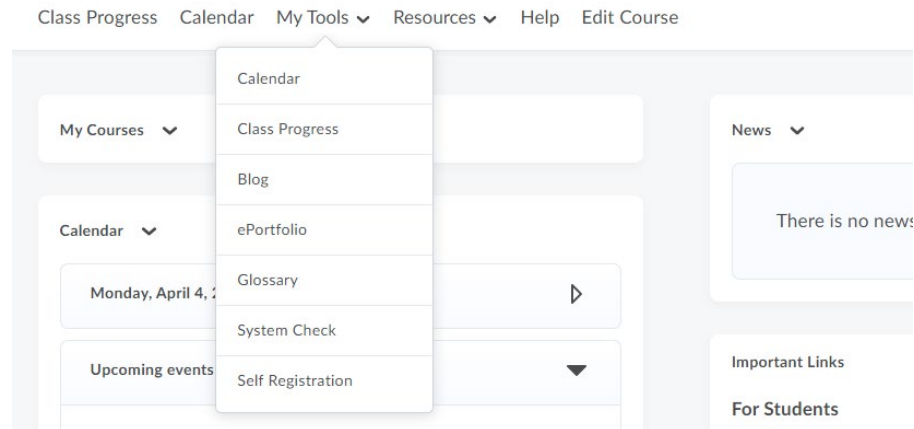 Class Progress Calendar My Tools Resources Help Edit Course
Calendar
Class Progress
Blog
ePortfolio
Glossary
System Check
Self Registration
My Courses
Calendar
Monday, April 4,
Upcoming events
News
There is no news
Important Links
For Students